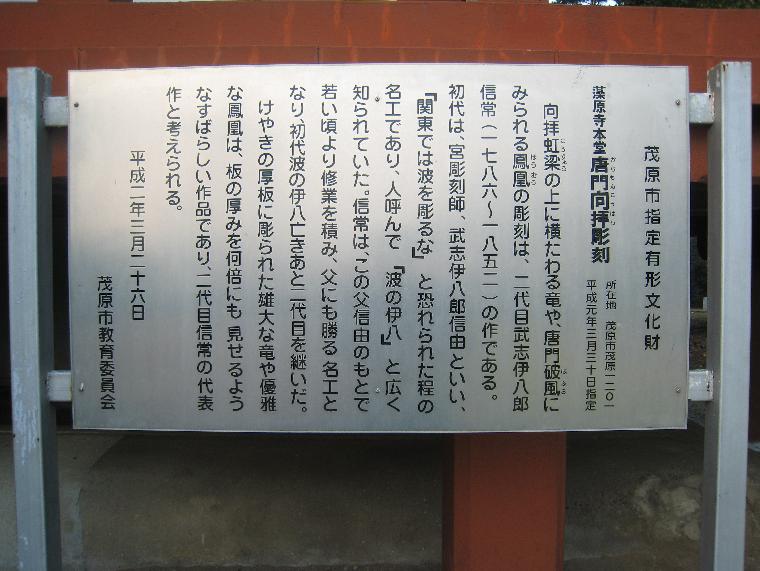 茂原市指定有形文化財
藻原寺本堂唐門向拝彫刻
所在地 茂原市茂原一二〇一
平成元年三月三十日指定
向拝虹梁の上に横たわる竜や、唐門破風に
みられる鳳凰の彫刻は、二代目武志伊八郎
信常(一七八六~一八五二)の作である。
初代は、宮彫刻師、武志伊八郎信由といい、
『関東では波を彫るな』と恐れられた程の
名工であり、人呼んで『波の伊八』と広く
知られていた。信常は、この父信由のもとで
若い頃より修業を積み、父にも勝る名工と
なり、初代波の伊八亡きあと二代目を継いだ。
けやきの厚板に彫られた雄大な竜や優雅
な鳳凰は、板の厚みを何倍にも見せるよう
なすばらしい作品であり、二代目信常の代表
作と考えられる。
平成二年三月二十六日
茂原市教育委員会